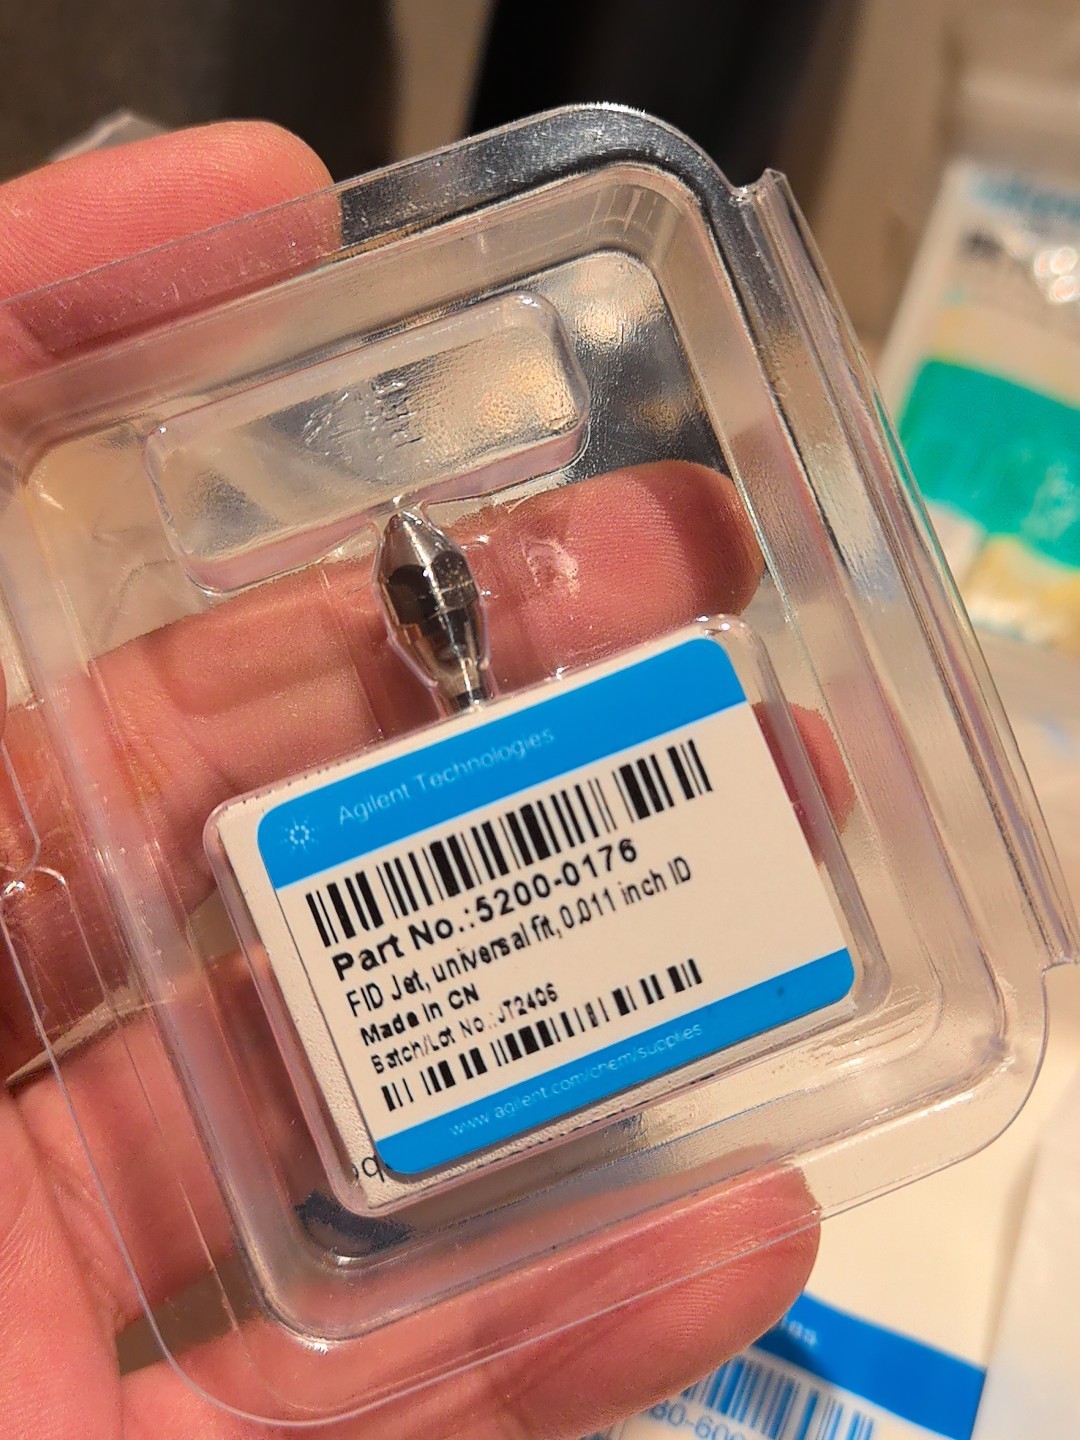 Agilent Technologies
Part No.:5200-0176
FID Jet, universal fit, 0.011 inch ID
Made in CN
Batch/Lot No.:JT2406
www.agilent.com/chem/supplies